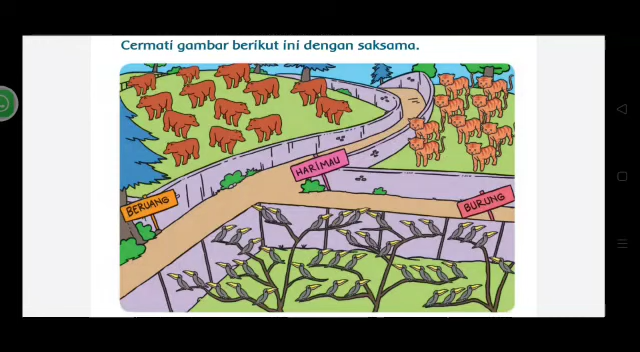 Cermati gambar berikut ini dengan saksama.
HARIMAU
BERUANG
BURUNG